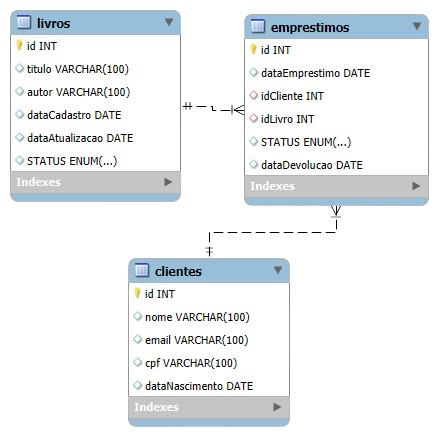 livros
id INT
titulo VARCHAR(100)
autor VARCHAR(100)
dataCadastro DATE
dataAtualizacao DATE
STATUS ENUM(...)
Indexes
emprestimos
id INT
dataEmprestimo DATE
idCliente INT
idLivro INT
STATUS ENUM(...)
dataDevolucao DATE
Indexes
clientes
id INT
nome VARCHAR(100)
email VARCHAR(100)
cpf VARCHAR(100)
dataNascimento DATE
Indexes